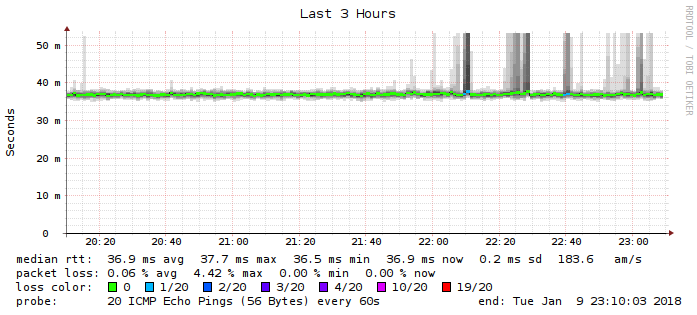 Last 3 Hours
RRDTOOL / TOBI OETIKER
Seconds
50 m
40 m
30 m
20 m
10 m
0
20:20 20:40 21:00 21:20 21:40 22:00 22:20 22:40 23:00
median rtt: 36.9 ms avg 37.7 ms max 36.5 ms min 36.9 ms now 0.2 ms sd 183.6 am/s
packet loss: 0.06 % avg 4.42 % max 0.00 % min 0.00 % now
loss color: 0 1/20 2/20 3/20 4/20 10/20 19/20
probe: 20 ICMP Echo Pings (56 Bytes) every 60s end: Tue Jan 9 23:10:03 2018